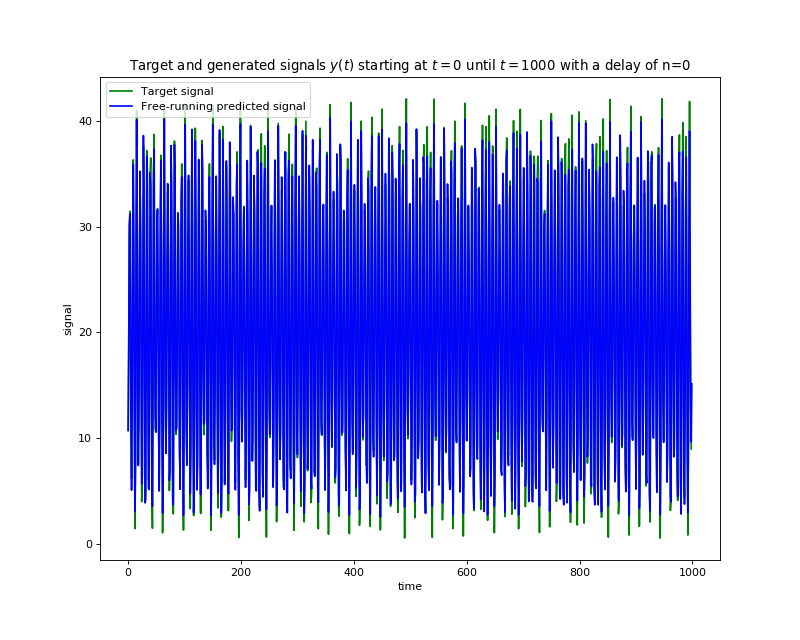 Target and generated signals y(t) starting at t = 0 until t = 1000 with a delay of n=0
Target signal
Free-running predicted signal
signal
40
30
20
10
0
0 200 400 600 800 1000
time